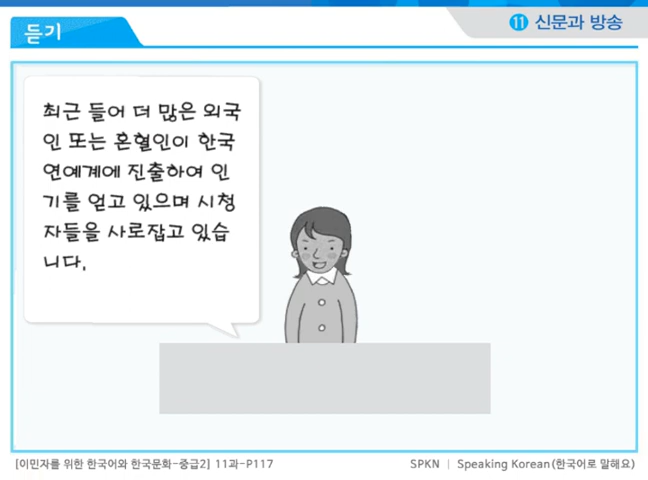 듣기
11 신문과 방송
최근 들어 더 많은 외국
인 또는 혼혈인이 한국
연예계에 진출하여 인
기를 얻고 있으며 시청
자들을 사로잡고 있습
니다.
[이민자를 위한 한국어와 한국문화-중급2] 11과-P117
SPKN | Speaking Korean(한국어로 말해요)